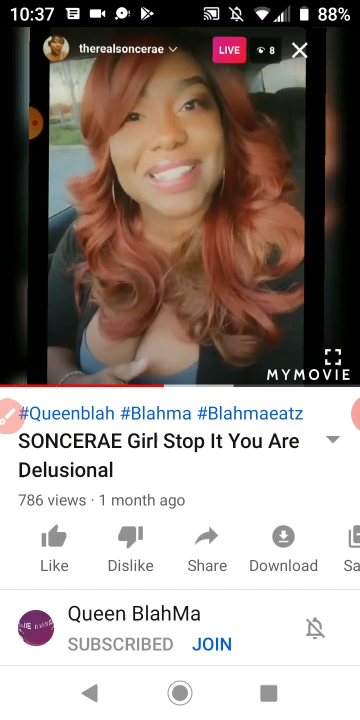 10:37
88%
therealsoncerae
LIVE
8
MYMOVIE
#Queenblah #Blahma #Blahmaeatz
SONCERAE Girl Stop It You Are
Delusional
786 views · 1 month ago
Like
Dislike
Share
Download
Sa
Queen BlahMa
SUBSCRIBED
JOIN